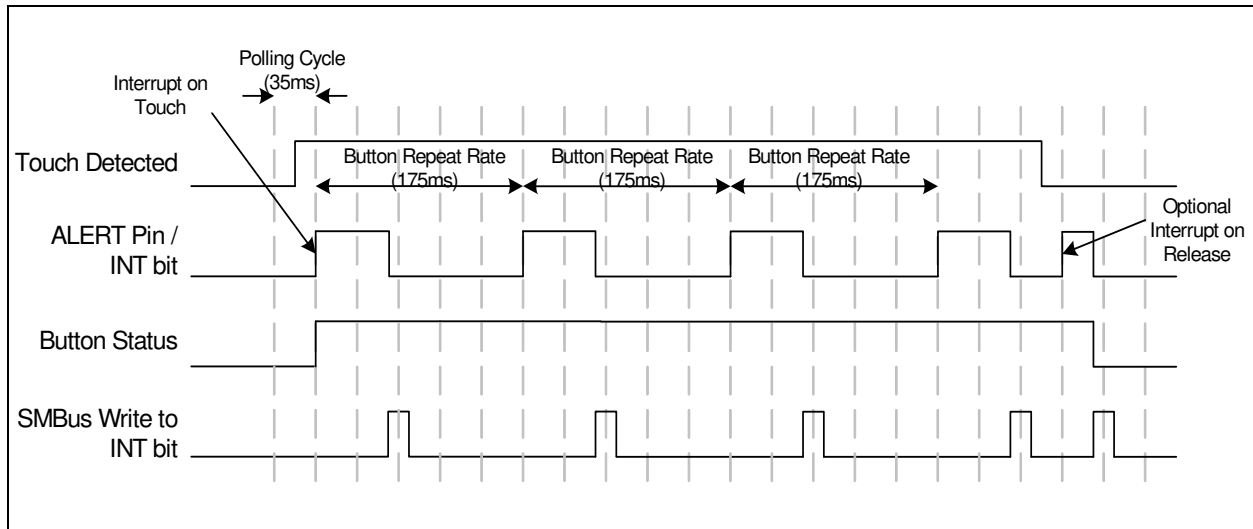 Polling Cycle
(35ms)
Interrupt on
Touch
Touch Detected
Button Repeat Rate
(175ms)
Button Repeat Rate
(175ms)
Button Repeat Rate
(175ms)
ALERT Pin /
INT bit
Optional
Interrupt on
Release
Button Status
SMBus Write to
INT bit